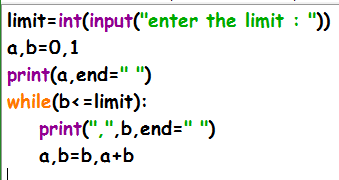 limit=int(input("enter the limit : "))
a,b=0,1
print(a,end=" ")
while(b<=limit):
    print(",",b,end=" ")
    a,b=b,a+b